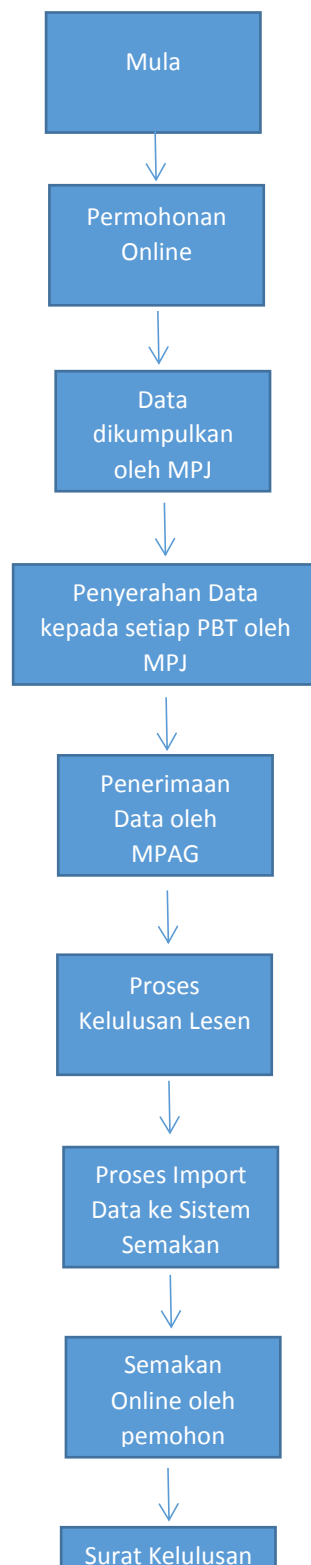 Mula
Permohonan
Online
Data
dikumpulkan
oleh MPJ
Penyerahan Data
kepada setiap PBT oleh
MPJ
Penerimaan
Data oleh
MPAG
Proses
Kelulusan Lesen
Proses Import
Data ke Sistem
Semakan
Semakan
Online oleh
pemohon
Surat Kelulusan